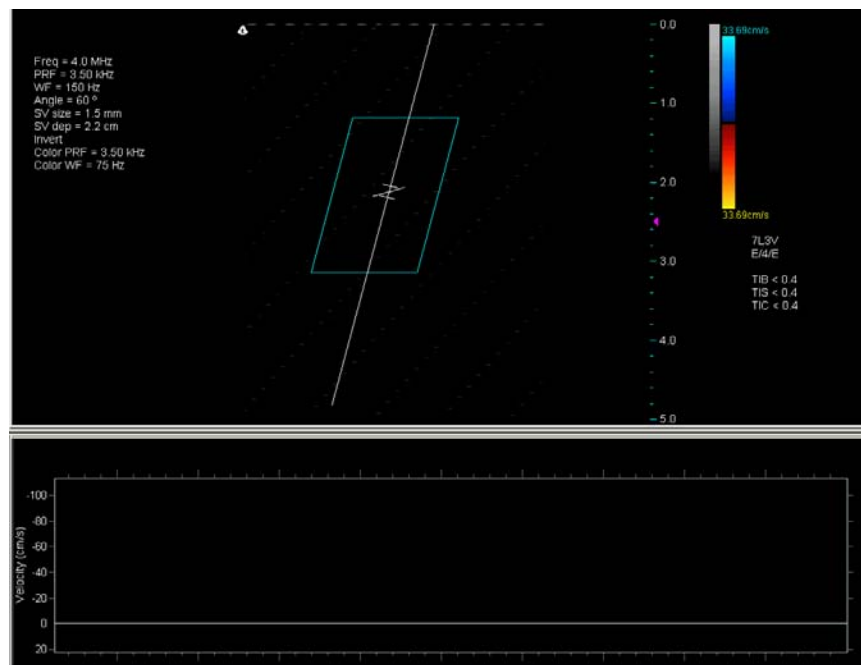 Freq = 4.0 MHz
PRF = 3.50 kHz
WF = 150 Hz
Angle = 60 °
SV size = 1.5 mm
SV dep = 2.2 cm
Invert
Color PRF = 3.50 kHz
Color WF = 75 Hz
0.0
1.0
2.0
3.0
4.0
5.0
33.69cm/s
33.69cm/s
7L3V
E/4/E
TIB < 0.4
TIS < 0.4
TIC < 0.4
Velocity (cm/s)
-100
-80
-60
-40
-20
0
20